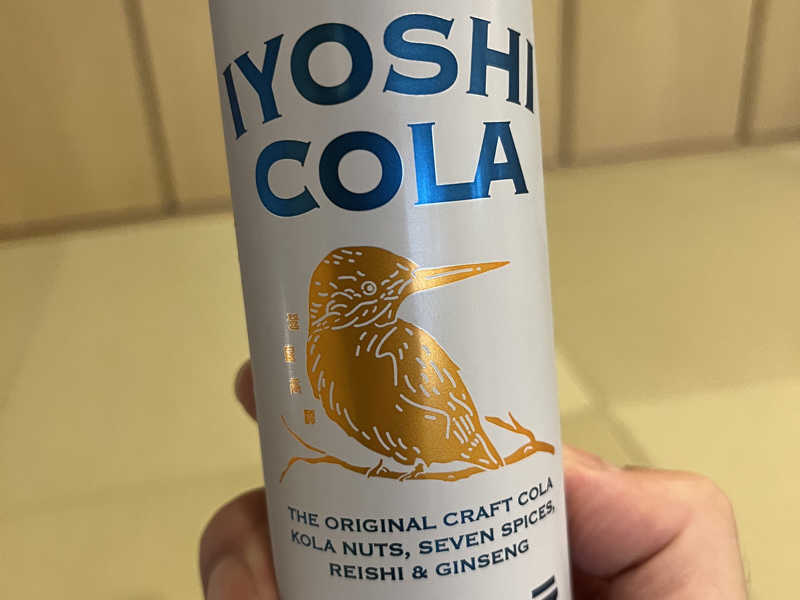 IYOSHI
COLA
THE ORIGINAL CRAFT COLA
KOLA NUTS, SEVEN SPICES,
REISHI & GINSENG